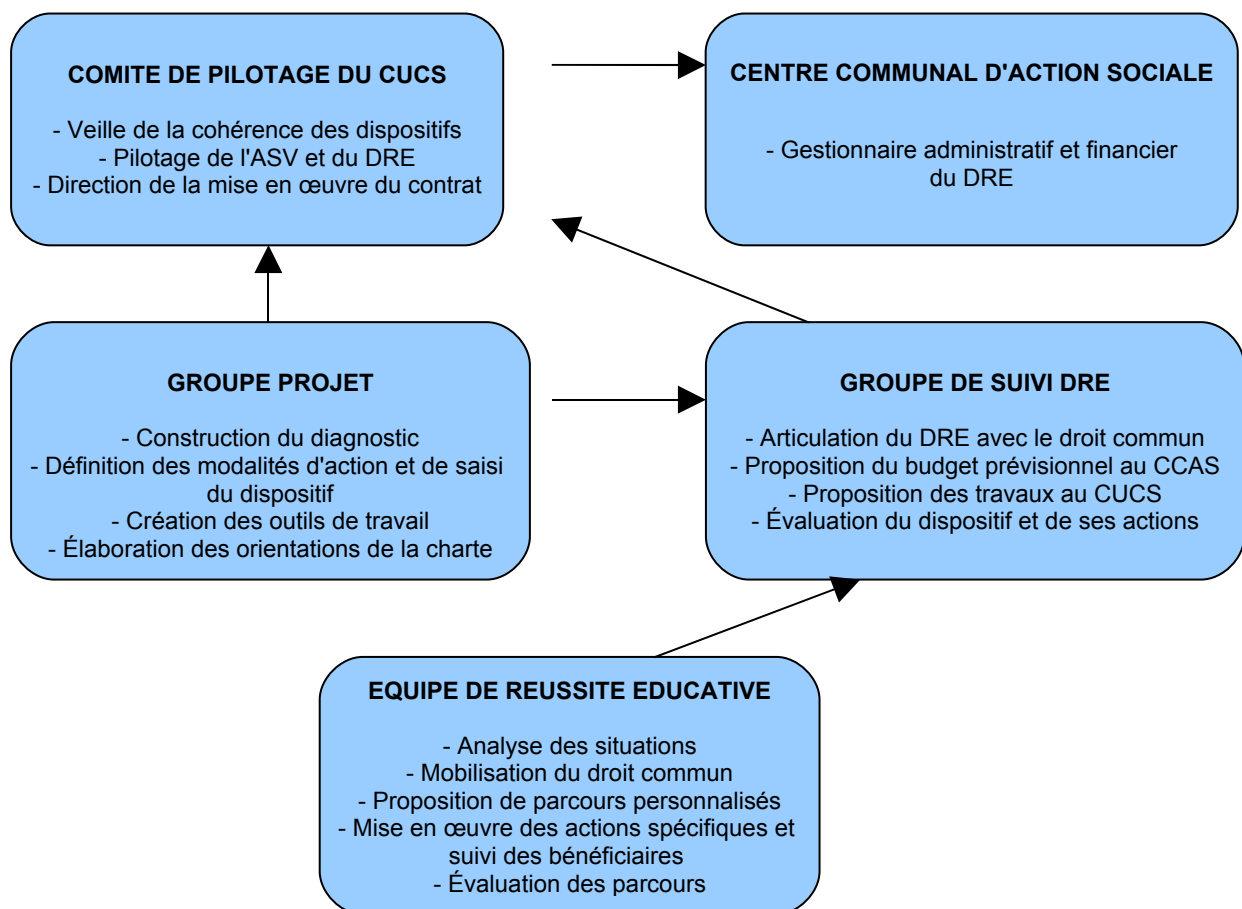 COMITE DE PILOTAGE DU CUCS
- Veille de la cohérence des dispositifs
- Pilotage de l'ASV et du DRE
- Direction de la mise en œuvre du contrat
CENTRE COMMUNAL D'ACTION SOCIALE
- Gestionnaire administratif et financier
du DRE
GROUPE PROJET
- Construction du diagnostic
- Définition des modalités d'action et de saisi
du dispositif
- Création des outils de travail
- Élaboration des orientations de la charte
GROUPE DE SUIVI DRE
- Articulation du DRE avec le droit commun
- Proposition du budget prévisionnel au CCAS
- Proposition des travaux au CUCS
- Évaluation du dispositif et de ses actions
EQUIPE DE REUSSITE EDUCATIVE
- Analyse des situations
- Mobilisation du droit commun
- Proposition de parcours personnalisés
- Mise en œuvre des actions spécifiques et
suivi des bénéficiaires
- Évaluation des parcours